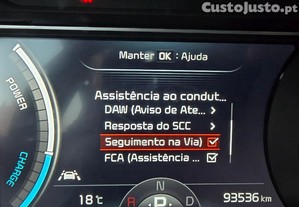 CustoJusto.pt
Manter OK : Ajuda
Assistência ao condut...
DAW (Aviso de Ate... >
Resposta do SCC >
Seguimento na Via)
FCA (Assistência ...
POWER
CHARGE
18°C
R P D
93536 km